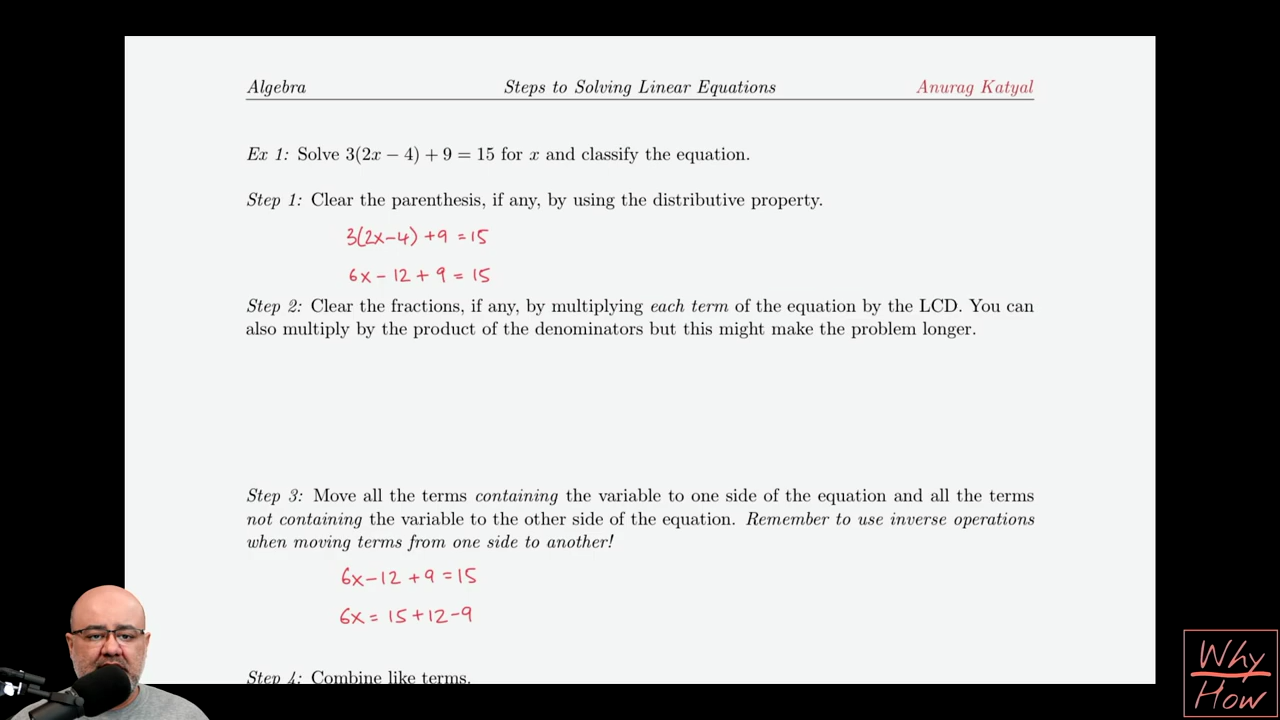 Algebra Steps to Solving Linear Equations Anurag Katyal
Ex 1: Solve 3(2x − 4) + 9 = 15 for x and classify the equation.
Step 1: Clear the parenthesis, if any, by using the distributive property.
3(2x−4) +9 =15
6x − 12 + 9 = 15
Step 2: Clear the fractions, if any, by multiplying each term of the equation by the LCD. You can
also multiply by the product of the denominators but this might make the problem longer.
Step 3: Move all the terms containing the variable to one side of the equation and all the terms
not containing the variable to the other side of the equation. Remember to use inverse operations
when moving terms from one side to another!
6x−12 +9 =15
6x = 15+12−9
Step 4: Combine like terms.
Why
How